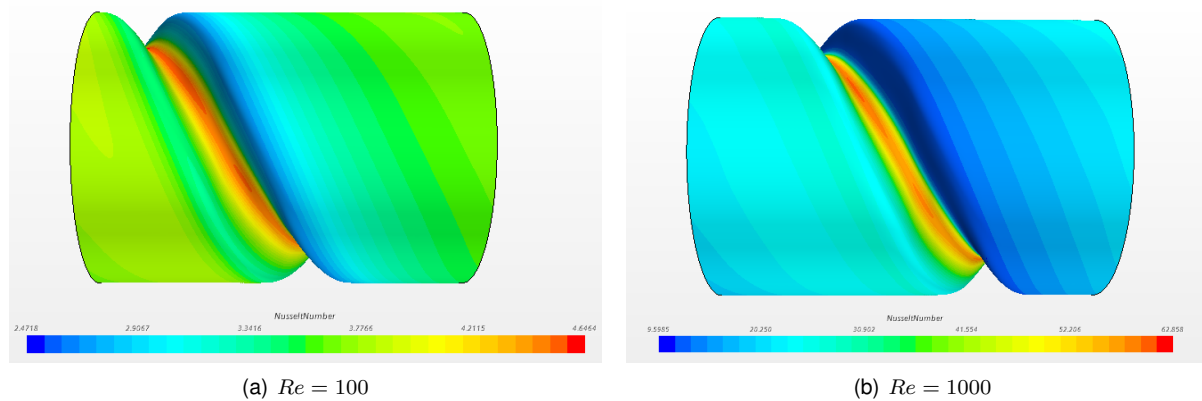 NusseltNumber
2.4718 2.9067 3.3416 3.7766 4.2115 4.6464
(a) Re = 100
NusseltNumber
9.5985 20.250 30.902 41.554 52.206 62.858
(b) Re = 1000